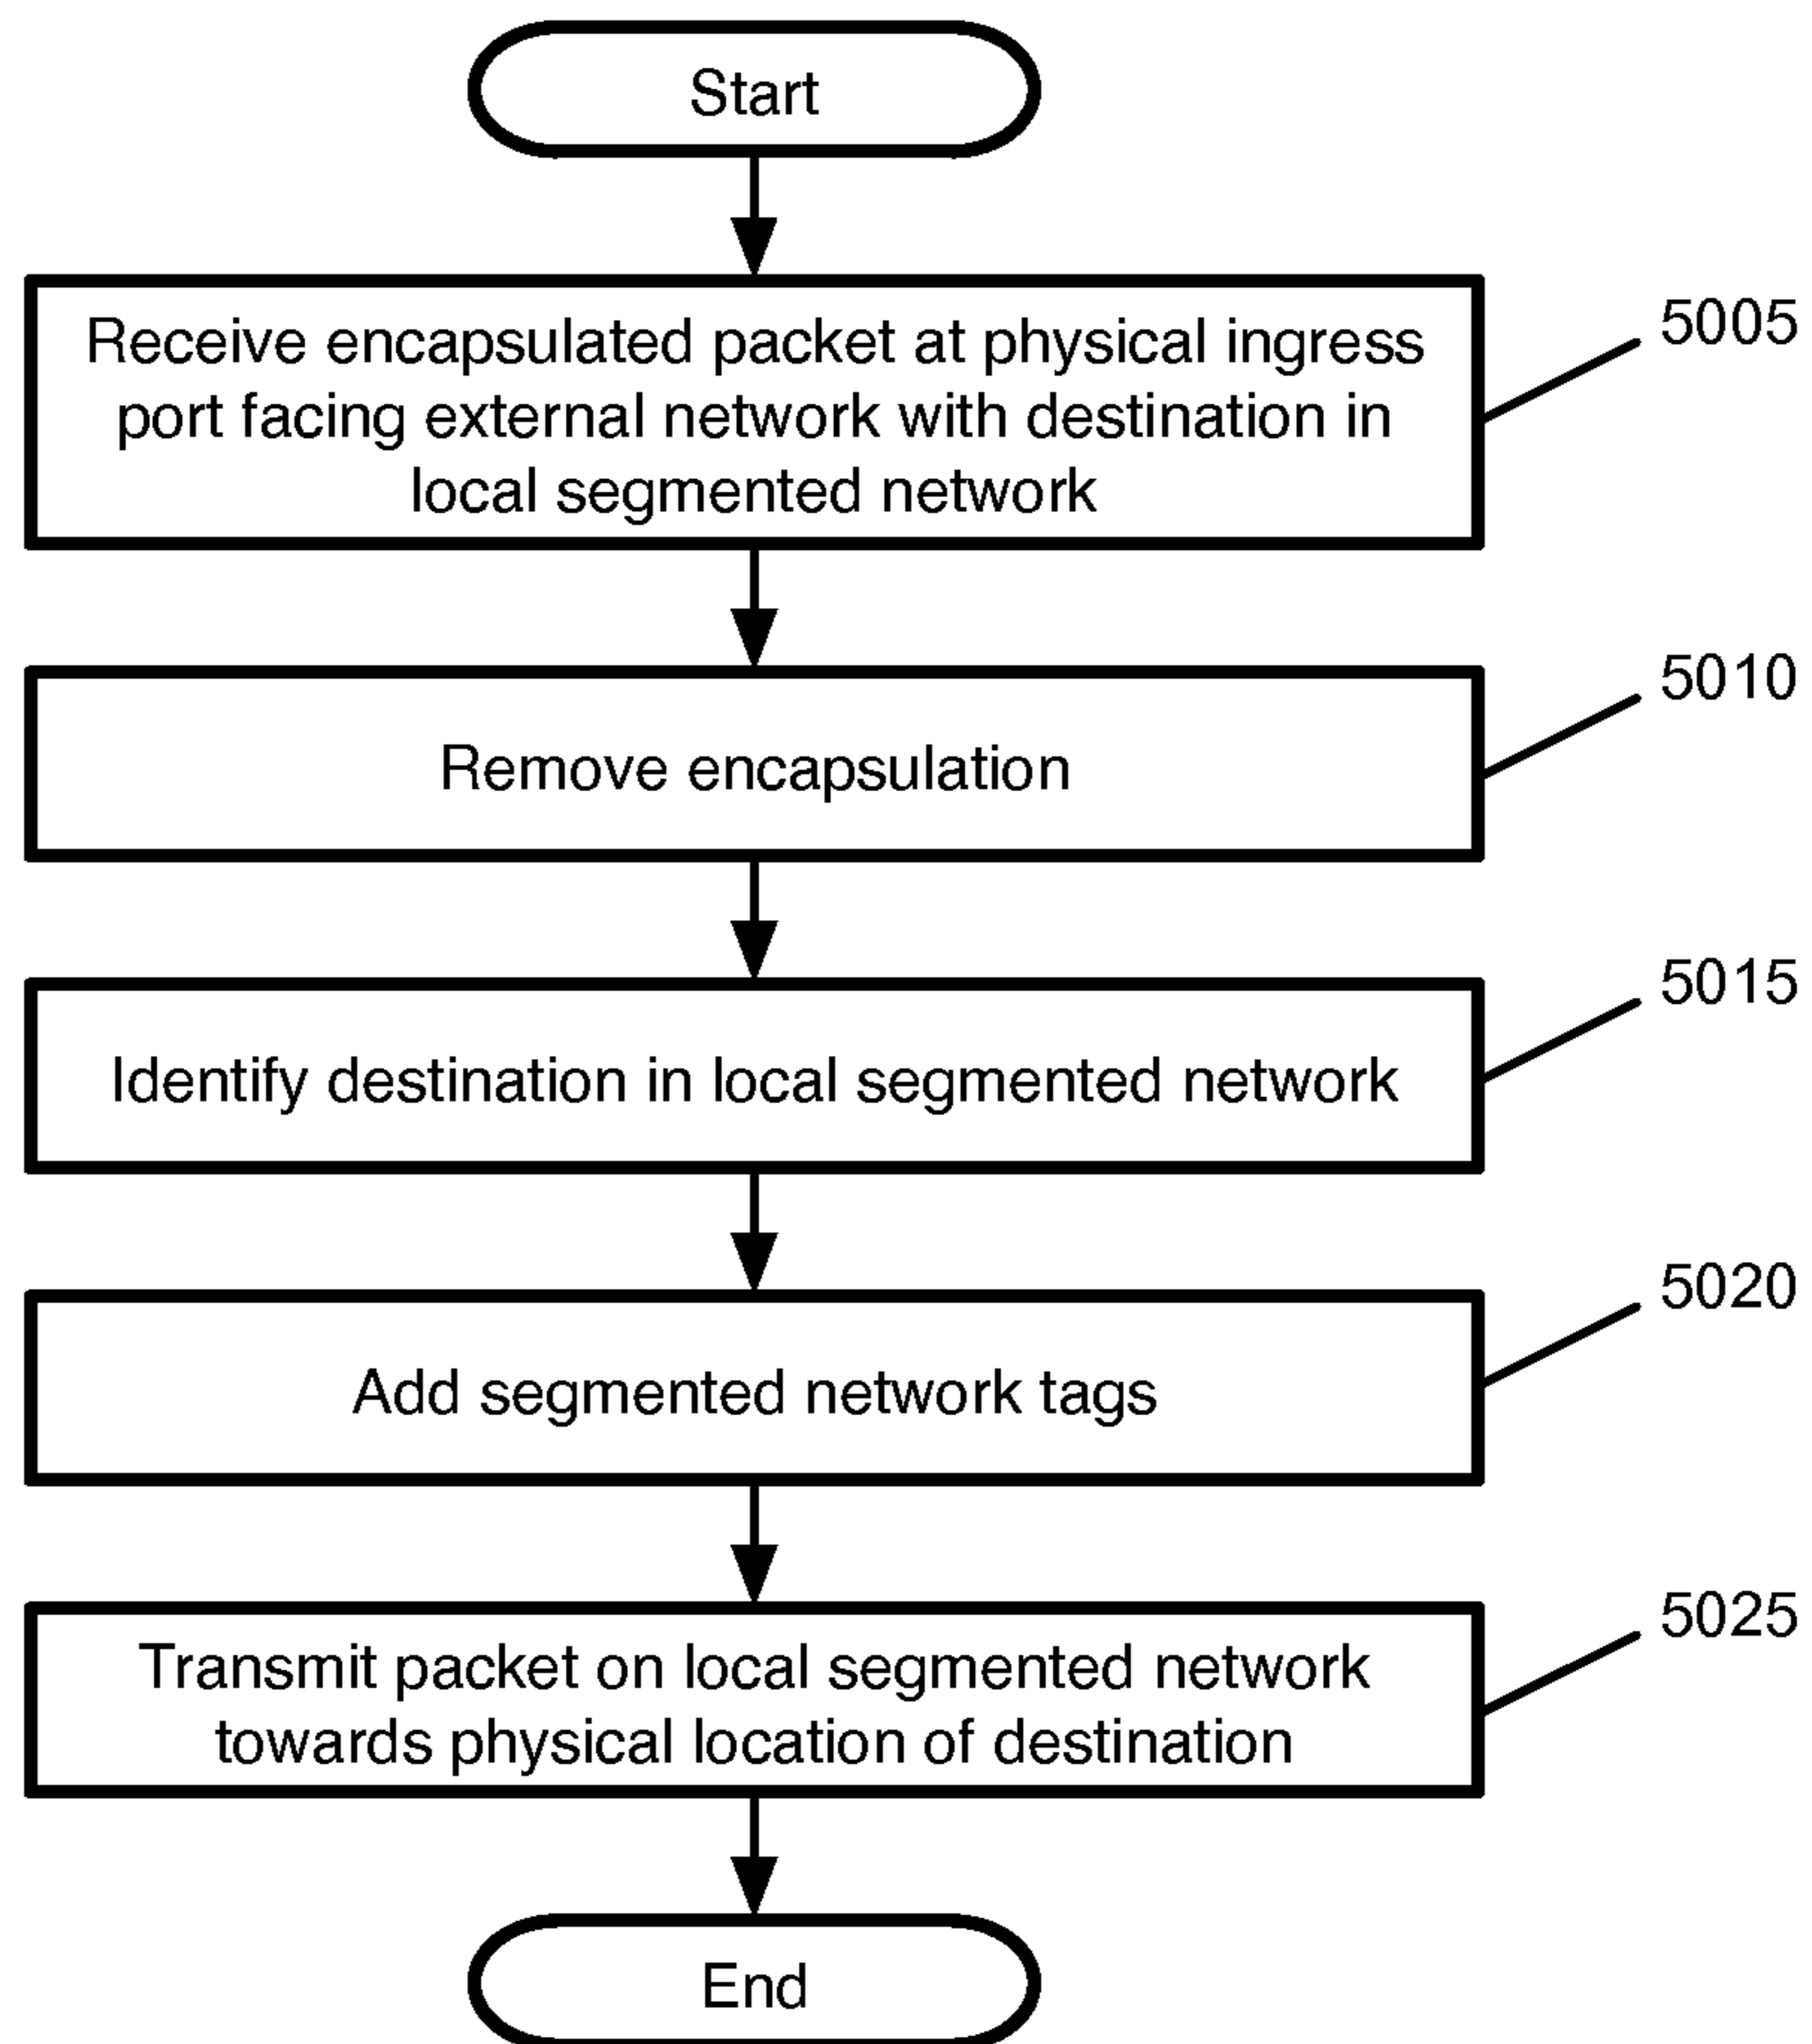 Start
Receive encapsulated packet at physical ingress
port facing external network with destination in
local segmented network
5005
Remove encapsulation
5010
Identify destination in local segmented network
5015
Add segmented network tags
5020
Transmit packet on local segmented network
towards physical location of destination
5025
End